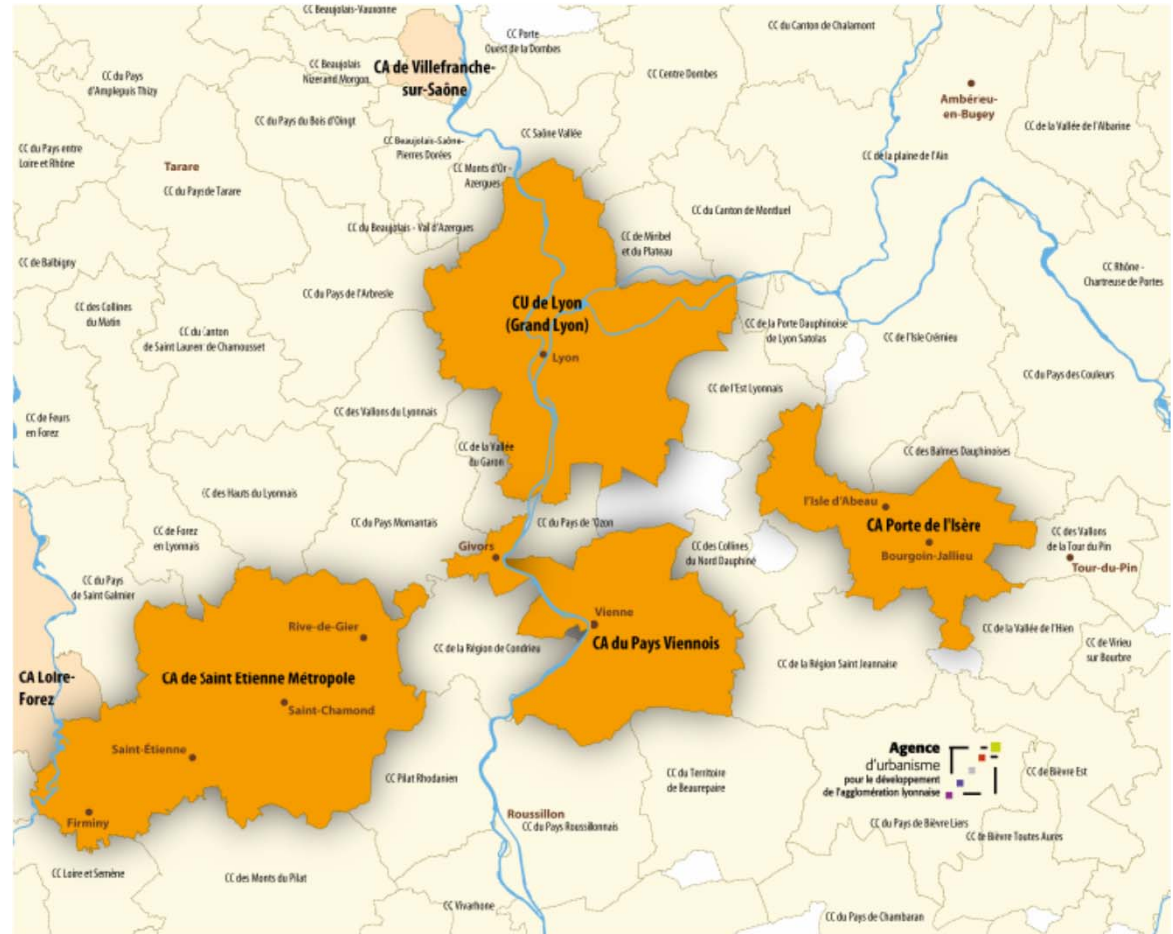 CC Beaujolais-Vauxonne
CC Porte
Ouest de la Dombes
CC du Canton de Chalamont
CC du Pays
d'Amplepuis Thizy
CC Beaujolais
Nizerand Morgon
CA de Villefranche-
sur-Saône
CC Centre Dombes
Ambérieu-
en-Bugey
CC du Pays du Bois d'Oingt
CC Saône Vallée
CC de la Vallée de l'Albarine
CC du Pays entre
Loire et Rhône
Tarare
CC Beaujolais-Saône-
Pierres Dorées
CC de la plaine de l'Ain
CC Monts d'Or -
Azergues
CC du Pays de Tarare
CC du Canton de Montluel
CC du Beaujolais - Val d'Azergues
CC de Miribel
et du Plateau
CC de Balbigny
CC Rhône -
Chartreuse de Portes
CC du Pays de l'Arbresle
CC des Collines
du Matin
CU de Lyon
(Grand Lyon)
CC du Canton
de Saint Laurent de Chamousset
CC de la Porte Dauphinoise
de Lyon Satolas
CC de l'Isle Crémieu
Lyon
CC du Pays des Couleurs
CC de l'Est Lyonnais
CC de Feurs
en Forez
CC des Vallons du Lyonnais
CC de la Vallée
du Garon
CC des Balmes Dauphinoises
CC des Hauts du Lyonnais
l'Isle d'Abeau
CC du Pays Mornantais
CC du Pays de l'Ozon
CA Porte de l'Isère
CC de Forez
en Lyonnais
Bourgoin-Jallieu
CC des Vallons
de la Tour du Pin
Tour-du-Pin
Givors
CC des Collines
du Nord Dauphiné
CC du Pays
de Saint Galmier
Rive-de-Gier
Vienne
CC de la Vallée de l'Hien
CC de la Région de Condrieu
CA du Pays Viennois
CC de Virieu
sur Bourbre
CC de la Région Saint Jeannaise
CA Loire-
Forez
CA de Saint Etienne Métropole
Saint-Chamond
Saint-Étienne
Agence
d'urbanisme
pour le développement
de l'agglomération lyonnaise
CC de Bièvre Est
CC Pilat Rhodanien
CC du Territoire
de Beaurepaire
Firminy
Roussillon
CC du Pays Roussillonnais
CC du Pays de Bièvre Liers
CC de Bièvre Toutes Aures
CC Loire et Semène
CC des Monts du Pilat
CC Vivarhone
CC du Pays de Chambaran